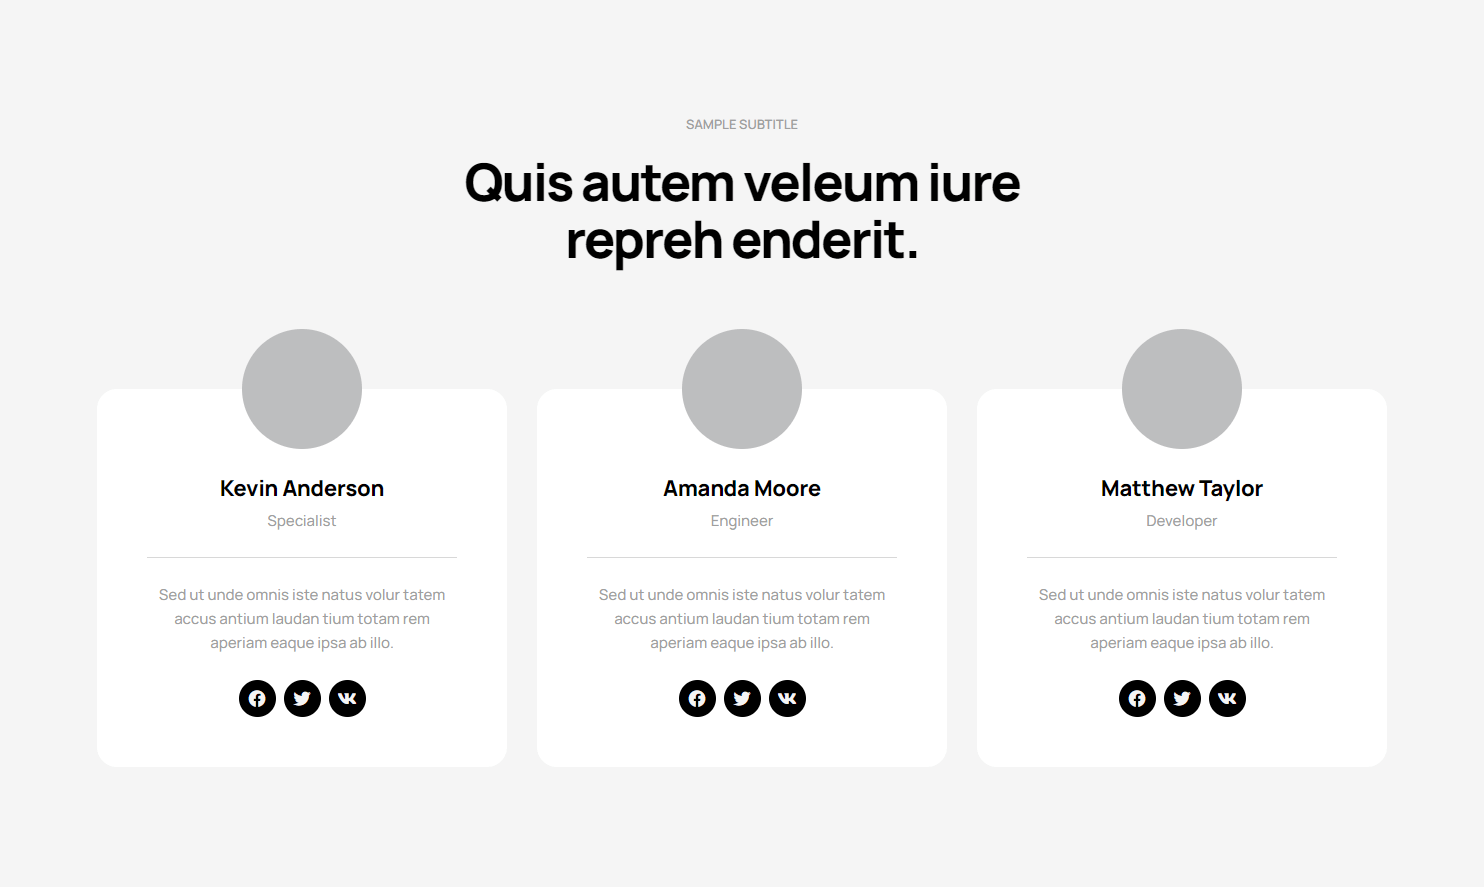 SAMPLE SUBTITLE
Quis autem veleum iure
repreh enderit.
Kevin Anderson
Specialist
Sed ut unde omnis iste natus volur tatem
accus antium laudan tium totam rem
aperiam eaque ipsa ab illo.
Amanda Moore
Engineer
Sed ut unde omnis iste natus volur tatem
accus antium laudan tium totam rem
aperiam eaque ipsa ab illo.
Matthew Taylor
Developer
Sed ut unde omnis iste natus volur tatem
accus antium laudan tium totam rem
aperiam eaque ipsa ab illo.